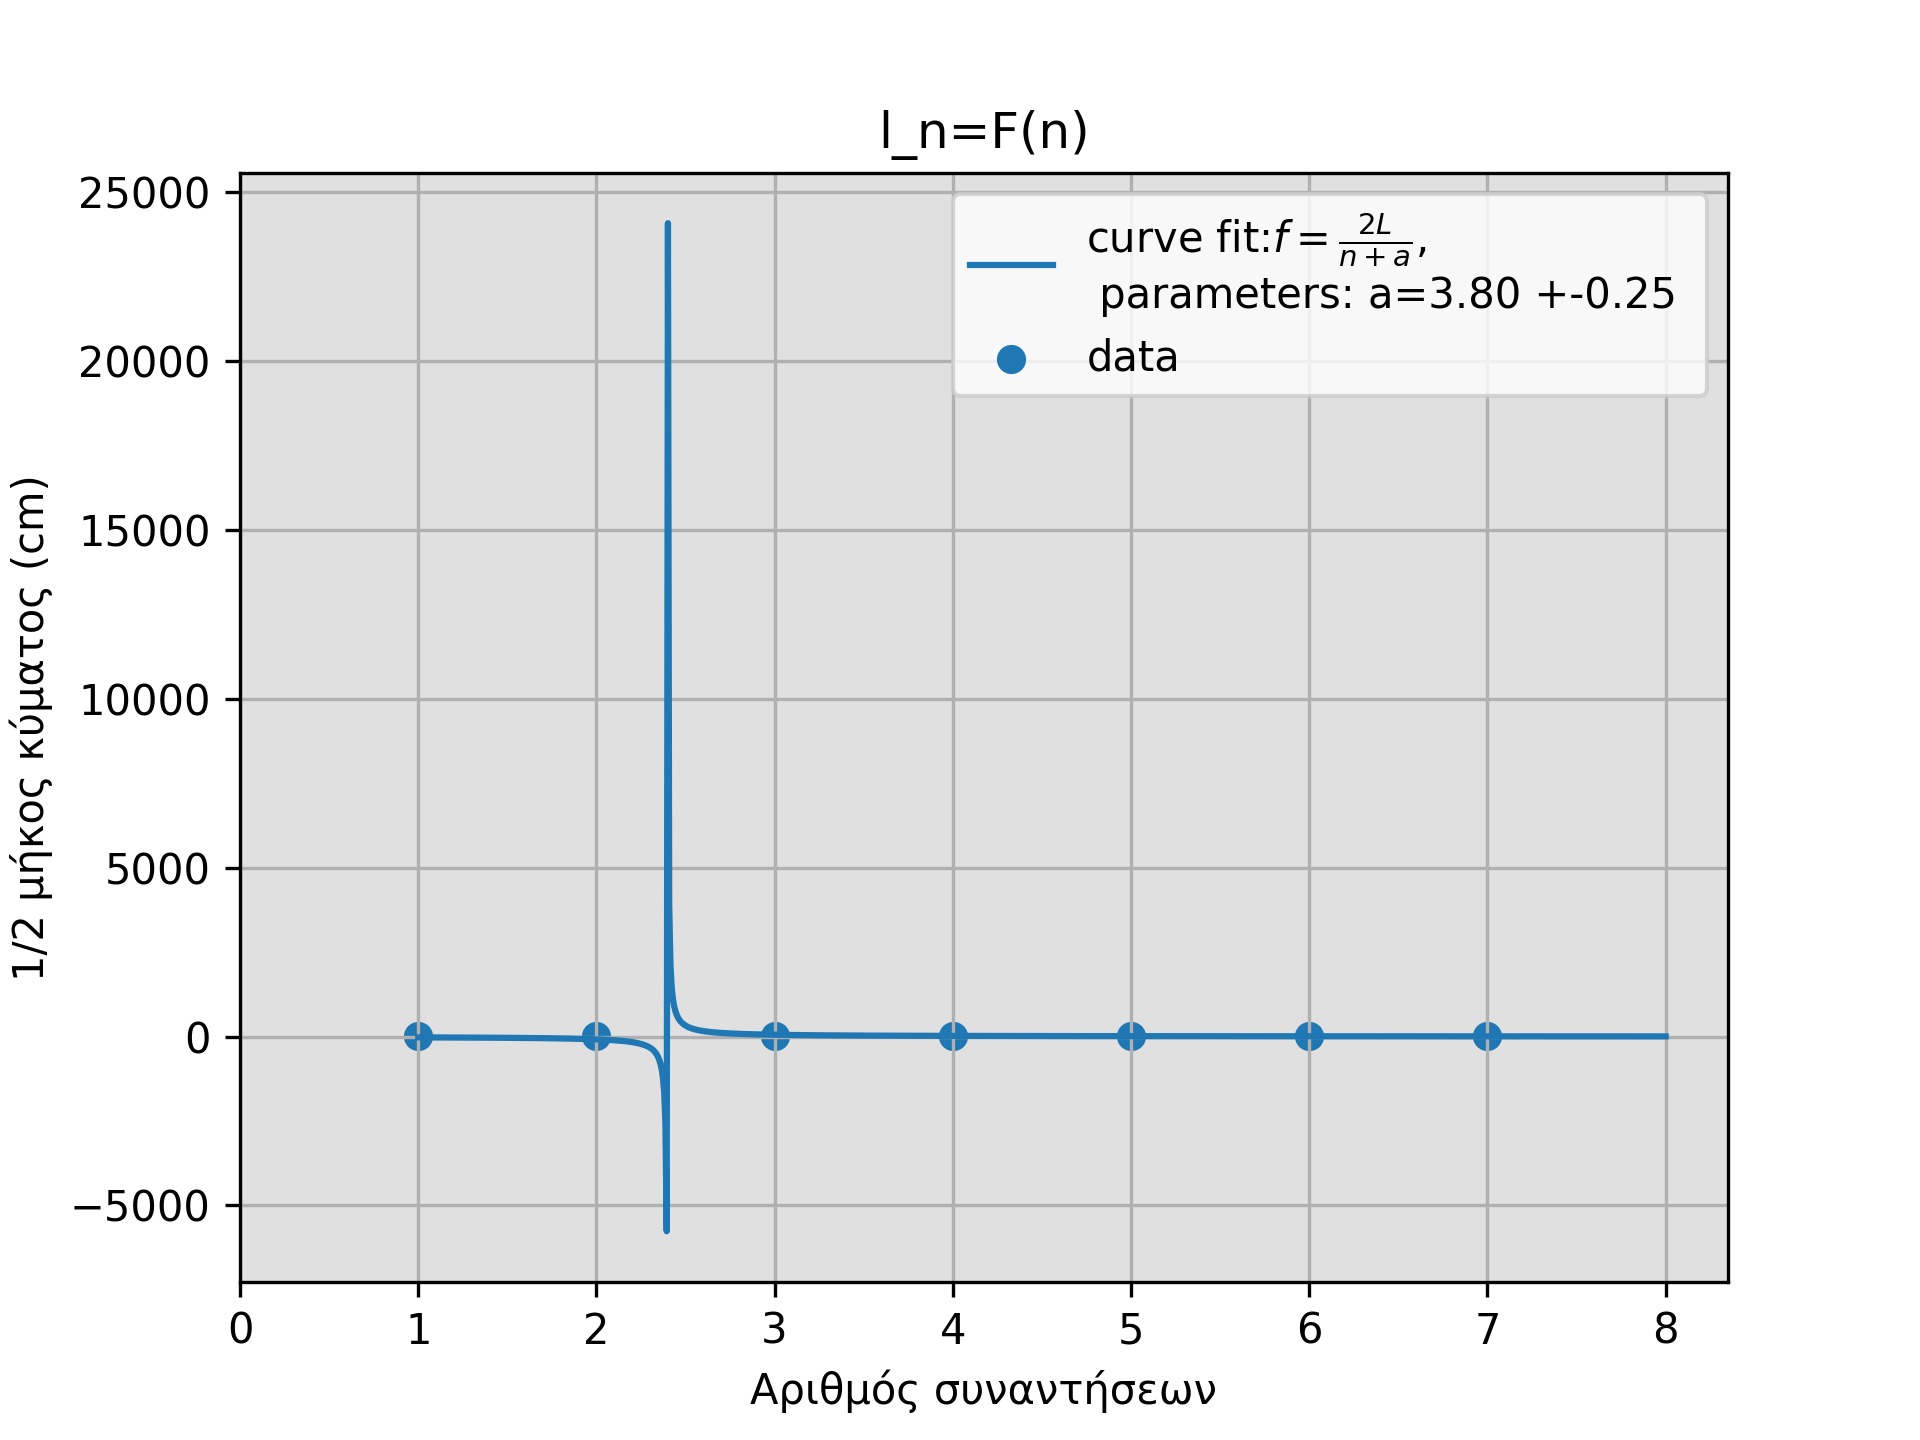 l_n=F(n)
curve fit:f = \frac{2L}{n + a},
parameters: a=3.80 +-0.25
data
1/2 μήκος κύματος (cm)
25000
20000
15000
10000
5000
0
−5000
0 1 2 3 4 5 6 7 8
Αριθμός συναντήσεων